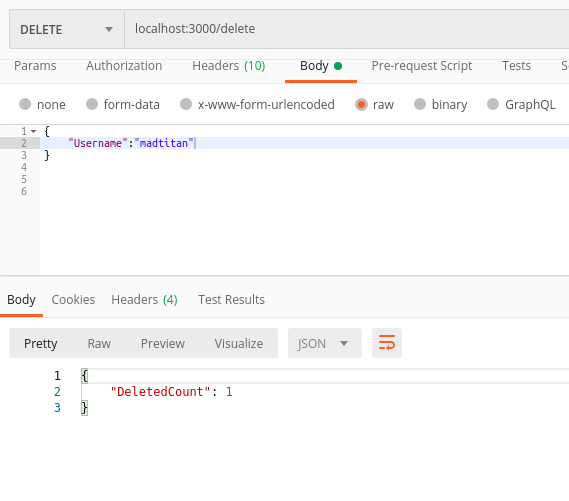 DELETE localhost:3000/delete
Params Authorization Headers (10) Body Pre-request Script Tests S
none form-data x-www-form-urlencoded raw binary GraphQL
1 {
2 "Username":"madtitan"
3 }
4
5
6
Body Cookies Headers (4) Test Results
Pretty Raw Preview Visualize JSON
1 {
2 "DeletedCount": 1
3 }